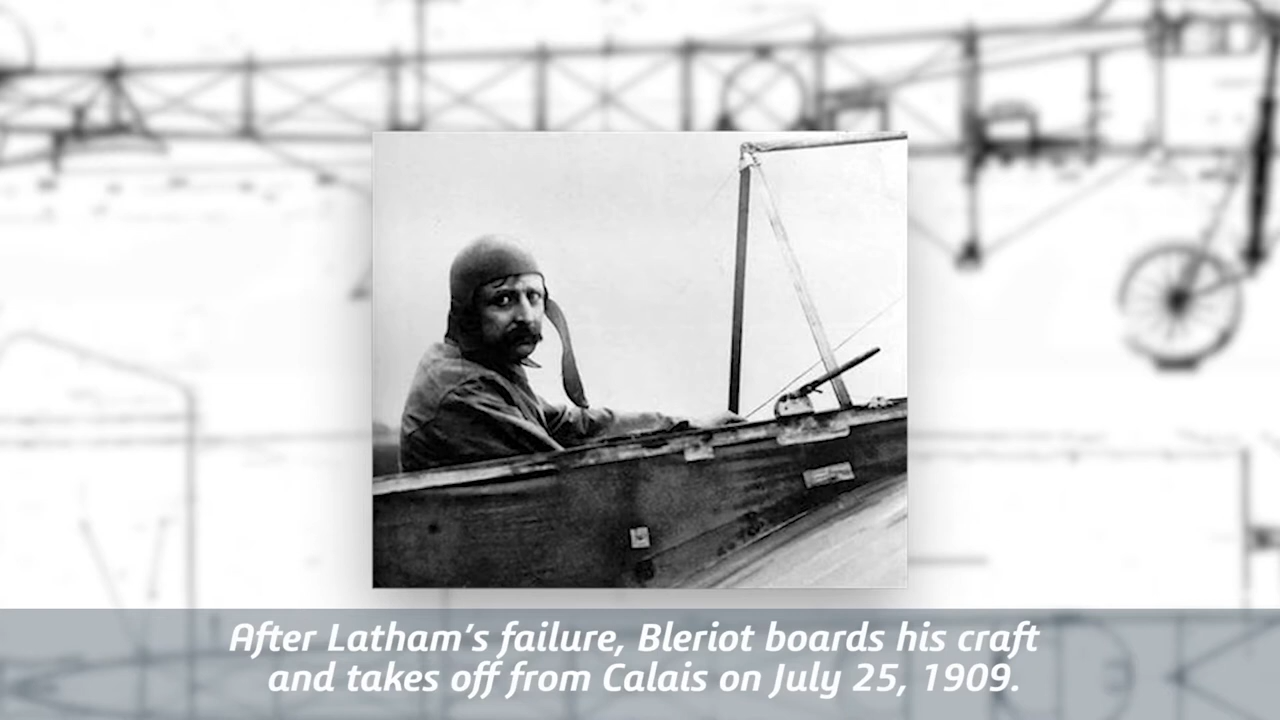 After Latham's failure, Bleriot boards his craft
and takes off from Calais on July 25, 1909.